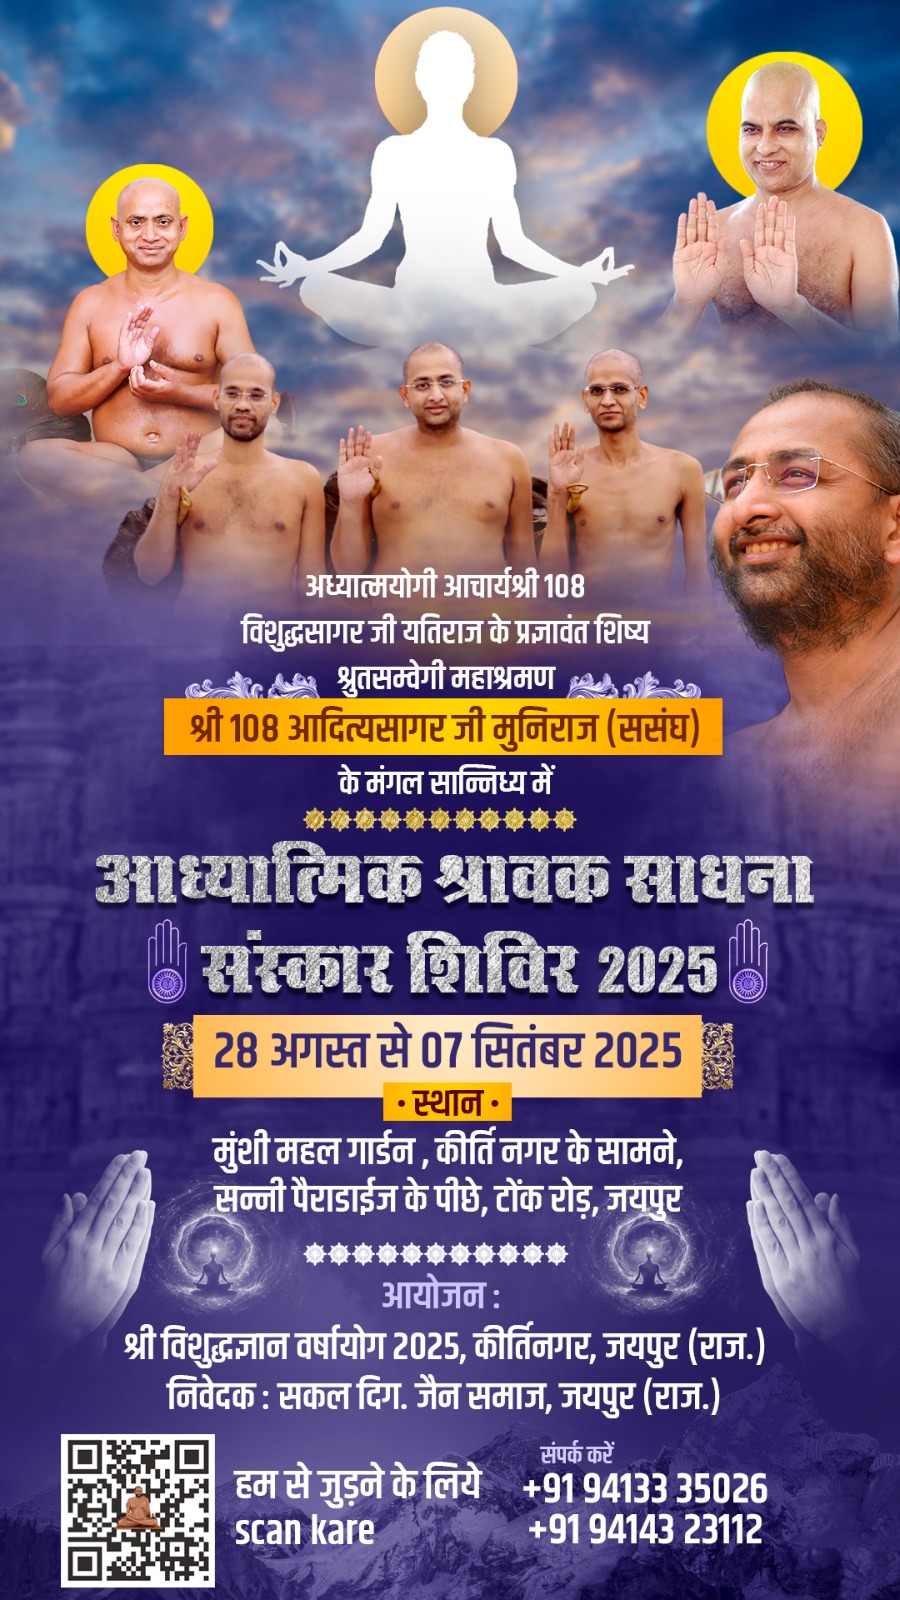 अध्यात्मयोगी आचार्यश्री 108
विशुद्धसागर जी यतिराज के प्रज्ञावंत शिष्य
श्रुतसम्वेगी महाश्रमण
श्री 108 आदित्यसागर जी मुनिराज (ससंघ)
के मंगल सान्निध्य में
आध्यात्मिक श्रावक साधना
संस्कार शिविर 2025
28 अगस्त से 07 सितंबर 2025
• स्थान •
मुंशी महल गार्डन , कीर्ति नगर के सामने,
सन्नी पैराडाईज के पीछे, टोंक रोड़, जयपुर
आयोजन :
श्री विशुद्धज्ञान वर्षायोग 2025, कीर्तिनगर, जयपुर (राज.)
निवेदक : सकल दिग. जैन समाज, जयपुर (राज.)
हम से जुड़ने के लिये
scan kare
संपर्क करें
+91 94133 35026
+91 94143 23112